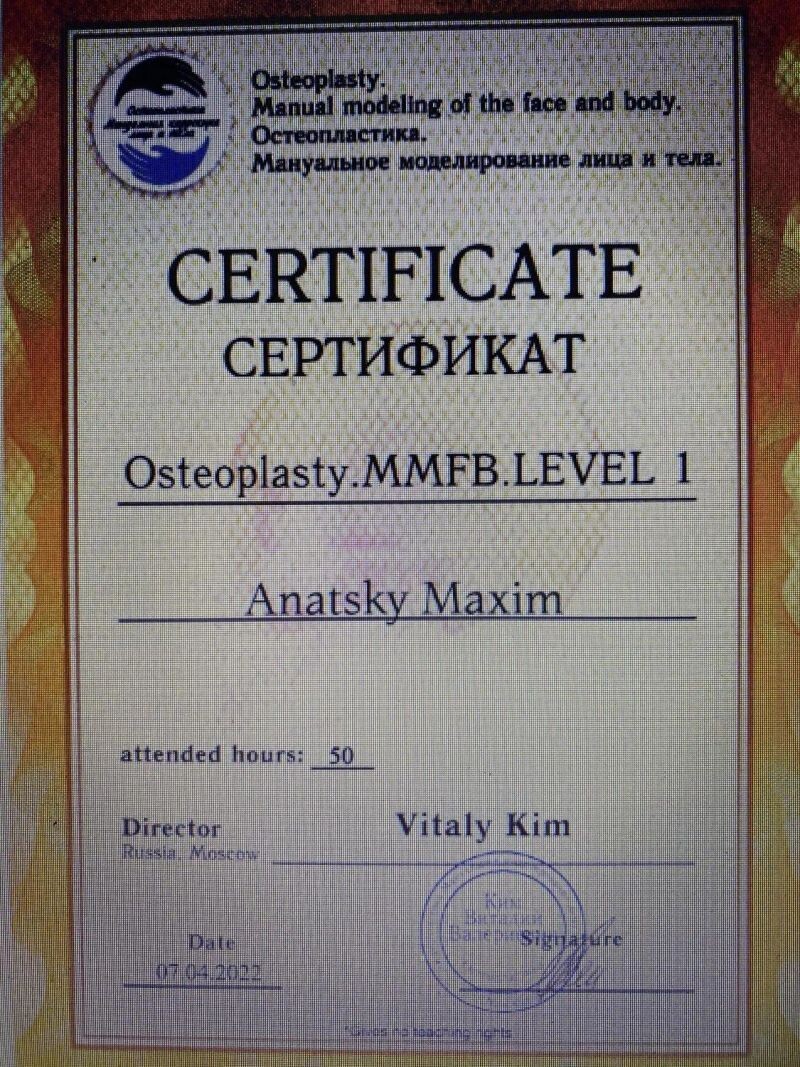 Osteoplasty.
Manual modeling of the face and body.
Остеопластика.
Мануальное моделирование лица и тела.
CERTIFICATE
СЕРТИФИКАТ
Osteoplasty.MMFB.LEVEL 1
Anatsky Maxim
attended hours: 50
Director
Vitaly Kim
Russia, Moscow
Ким
Виталий
Date
Signature
07.04.2022
*Gives no teaching rights